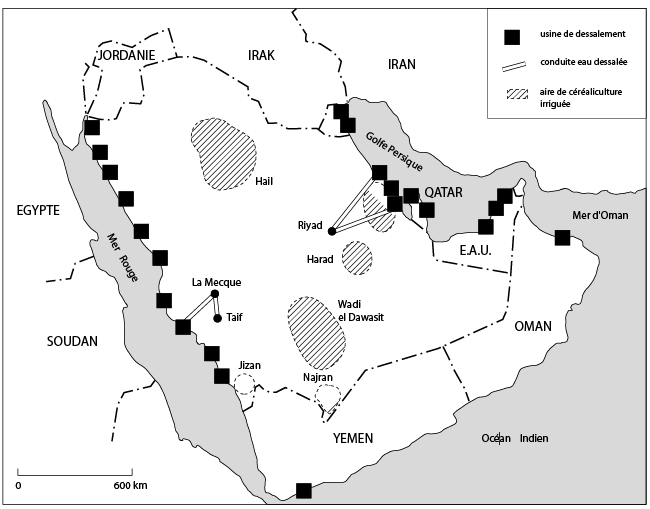 usine de dessalement
conduite eau dessalée
aire de céréaliculture
irriguée
JORDANIE
IRAK
IRAN
Golfe Persique
Hail
QATAR
EGYPTE
Riyad
Mer d'Oman
Mer Rouge
E.A.U.
Harad
La Mecque
Taif
Wadi
el Dawasit
OMAN
SOUDAN
Jizan
Najran
YEMEN
Océan Indien
0 600 km